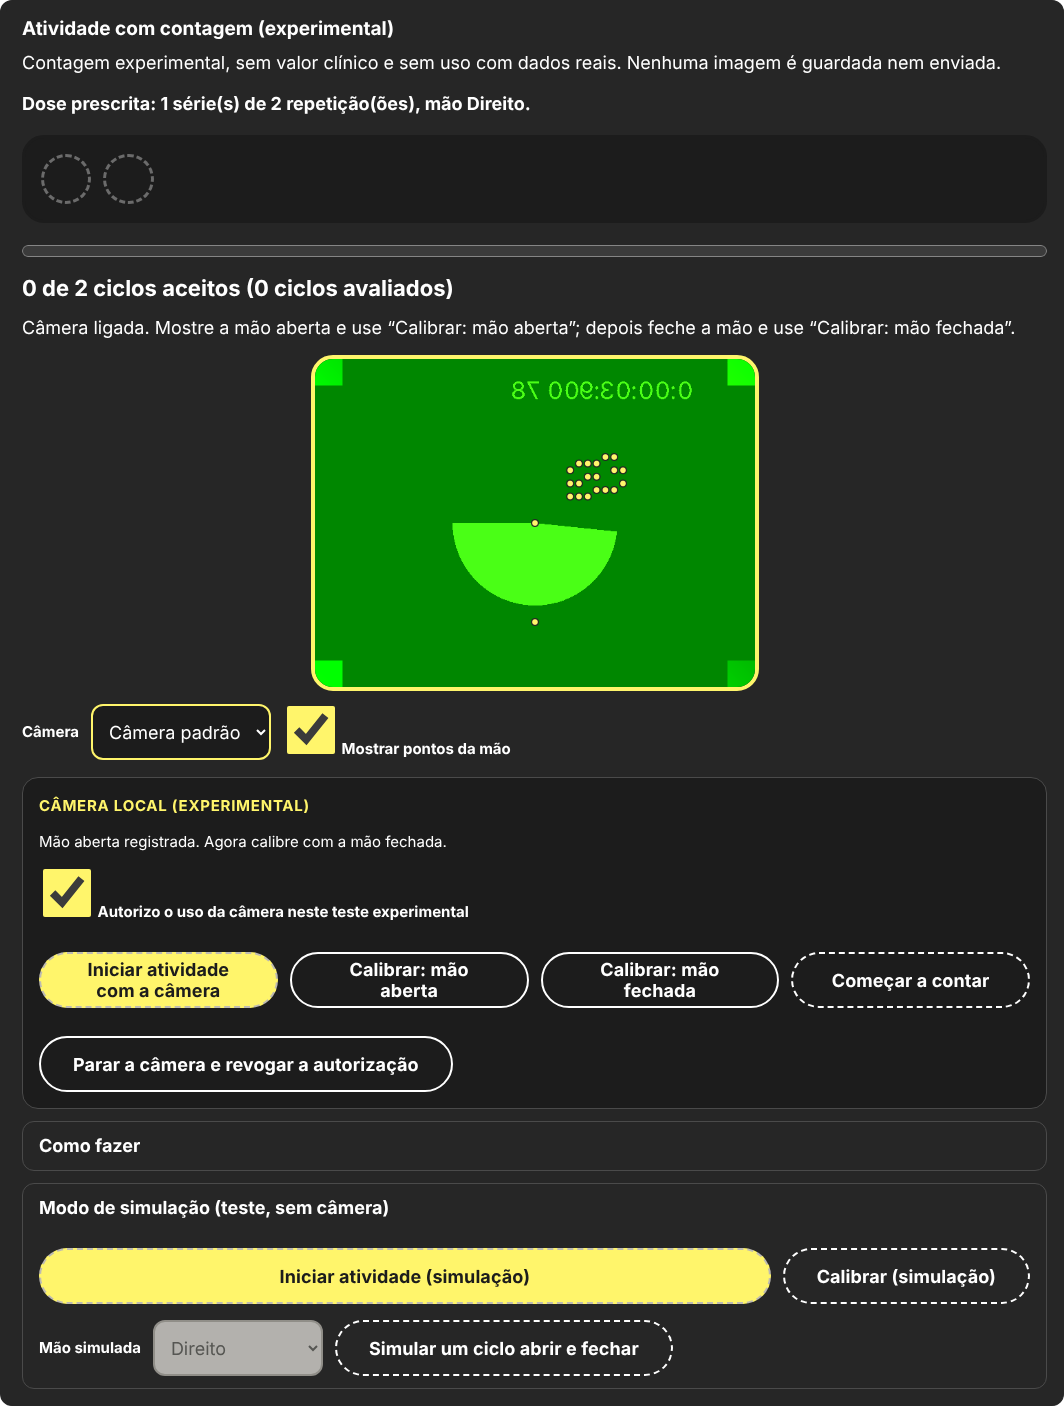 Atividade com contagem (experimental)
Contagem experimental, sem valor clínico e sem uso com dados reais. Nenhuma imagem é guardada nem enviada.
Dose prescrita: 1 série(s) de 2 repetição(ões), mão Direito.
0 de 2 ciclos aceitos (0 ciclos avaliados)
Câmera ligada. Mostre a mão aberta e use “Calibrar: mão aberta”; depois feche a mão e use “Calibrar: mão fechada”.
0:00:03:900 78
Câmera
Câmera padrão
Mostrar pontos da mão
CÂMERA LOCAL (EXPERIMENTAL)
Mão aberta registrada. Agora calibre com a mão fechada.
Autorizo o uso da câmera neste teste experimental
Iniciar atividade
com a câmera
Calibrar: mão
aberta
Calibrar: mão
fechada
Começar a contar
Parar a câmera e revogar a autorização
Como fazer
Modo de simulação (teste, sem câmera)
Iniciar atividade (simulação)
Calibrar (simulação)
Mão simulada
Direito
Simular um ciclo abrir e fechar